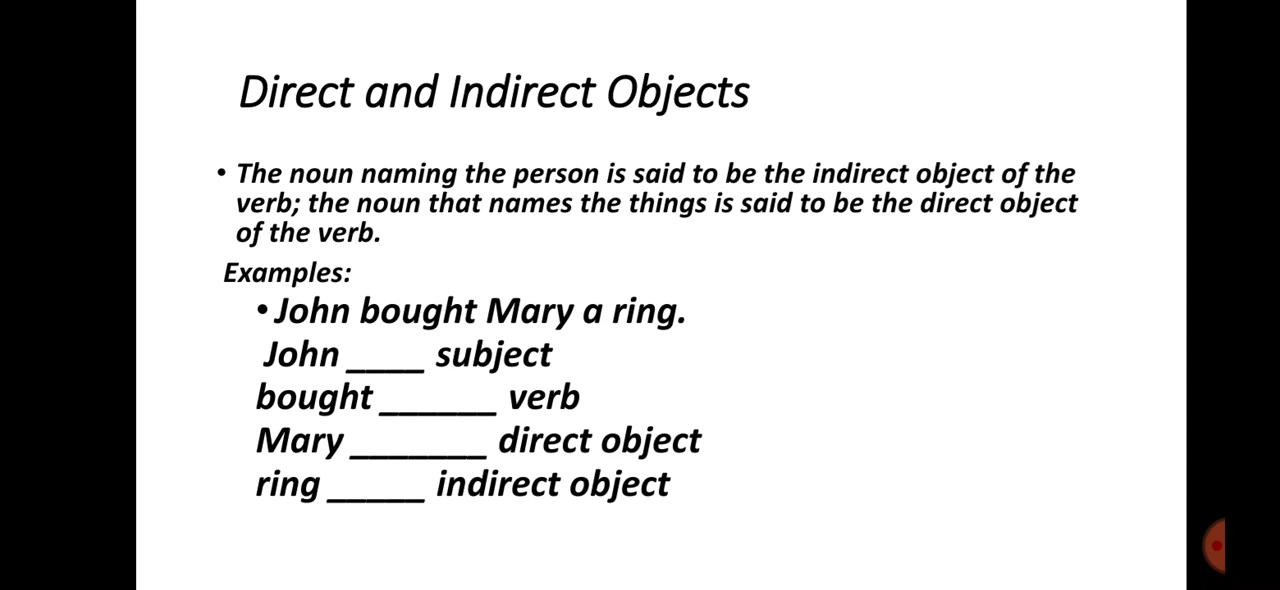 Direct and Indirect Objects
• The noun naming the person is said to be the indirect object of the
verb; the noun that names the things is said to be the direct object
of the verb.
Examples:
• John bought Mary a ring.
John ____ subject
bought ______ verb
Mary _______ direct object
ring _____ indirect object